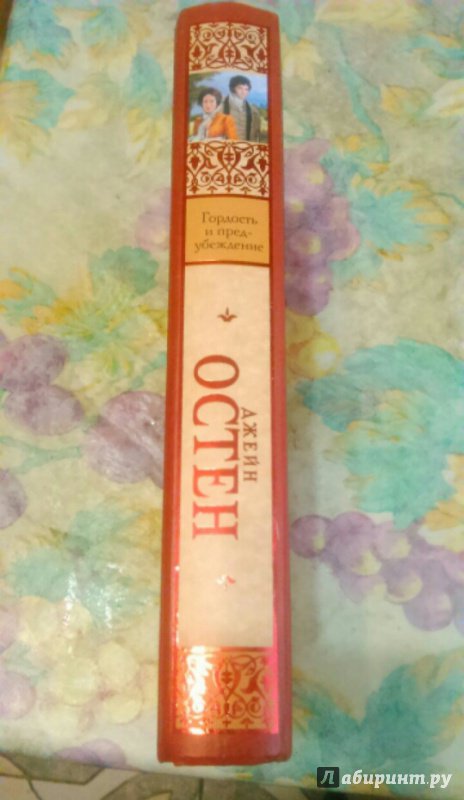 Гордость
и пред-
убеждение
ДЖЕЙН
ОСТЕН
Лабиринт.ру